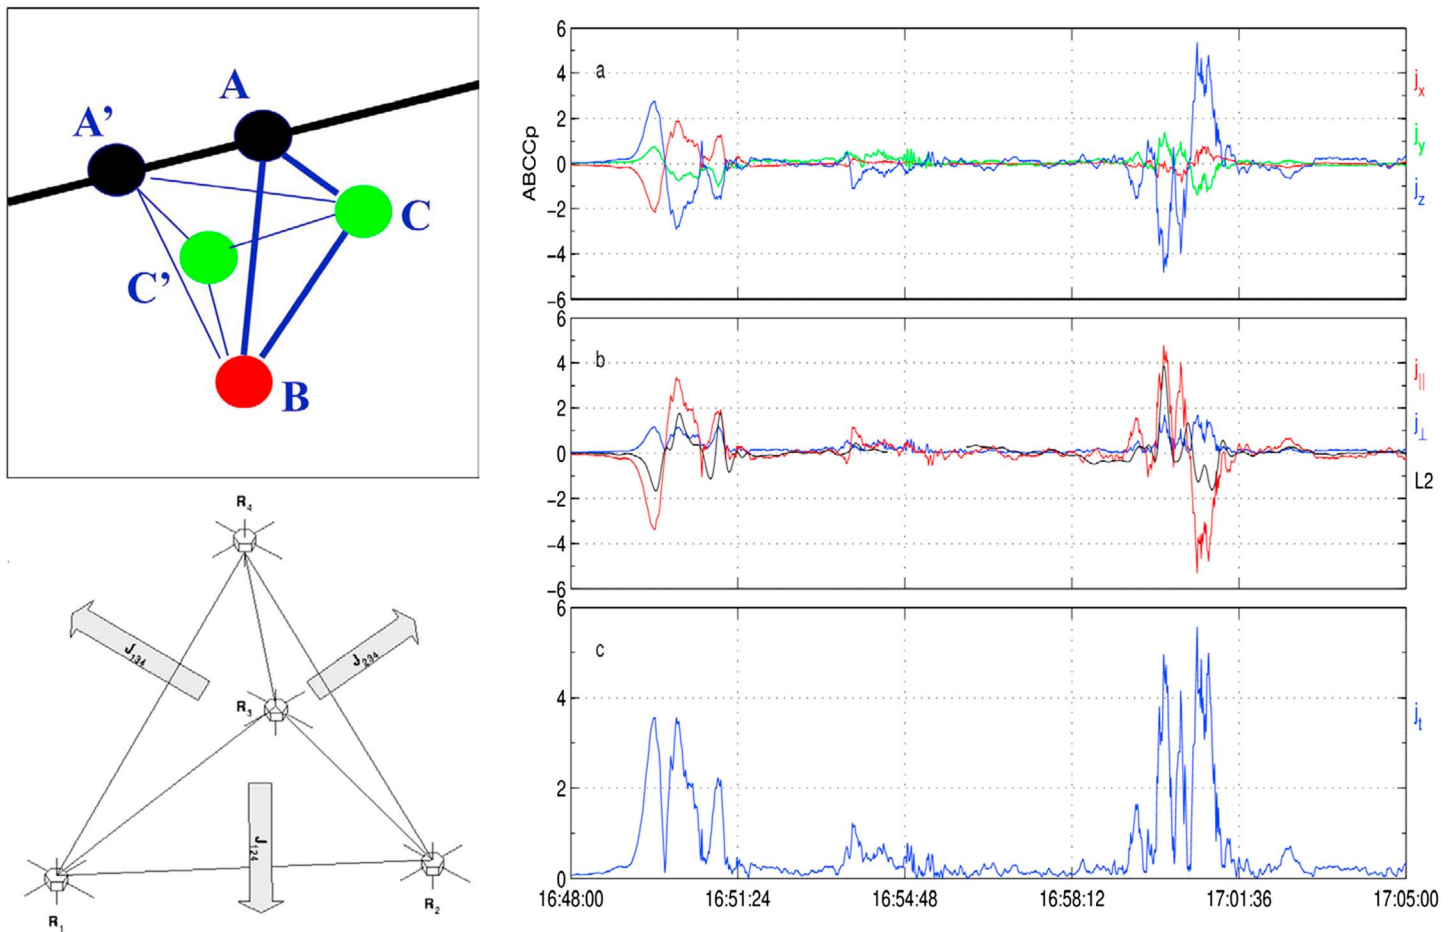 A
A’
C
C’
B
R4
J134
J234
R3
J124
R1
R2
ABCCp
6
4
2
0
−2
−4
−6
a
jx
jy
jz
6
4
2
0
−2
−4
−6
b
j||
j⊥
L2
6
4
2
0
c
jt
16:48:00 16:51:24 16:54:48 16:58:12 17:01:36 17:05:00